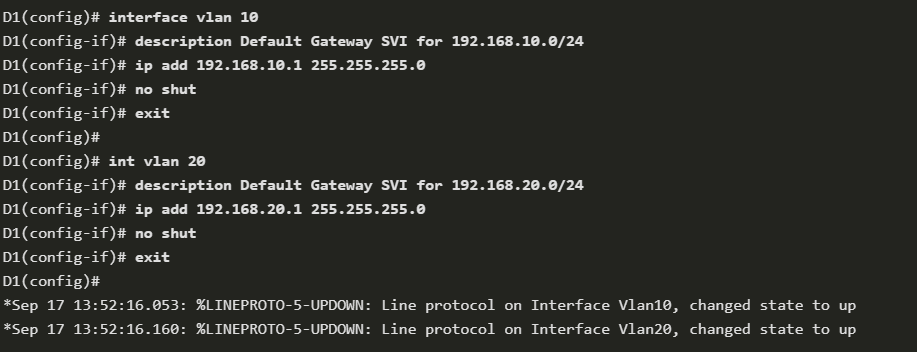 D1(config)# interface vlan 10
D1(config-if)# description Default Gateway SVI for 192.168.10.0/24
D1(config-if)# ip add 192.168.10.1 255.255.255.0
D1(config-if)# no shut
D1(config-if)# exit
D1(config)#
D1(config)# int vlan 20
D1(config-if)# description Default Gateway SVI for 192.168.20.0/24
D1(config-if)# ip add 192.168.20.1 255.255.255.0
D1(config-if)# no shut
D1(config-if)# exit
D1(config)#
*Sep 17 13:52:16.053: %LINEPROTO-5-UPDOWN: Line protocol on Interface Vlan10, changed state to up
*Sep 17 13:52:16.160: %LINEPROTO-5-UPDOWN: Line protocol on Interface Vlan20, changed state to up